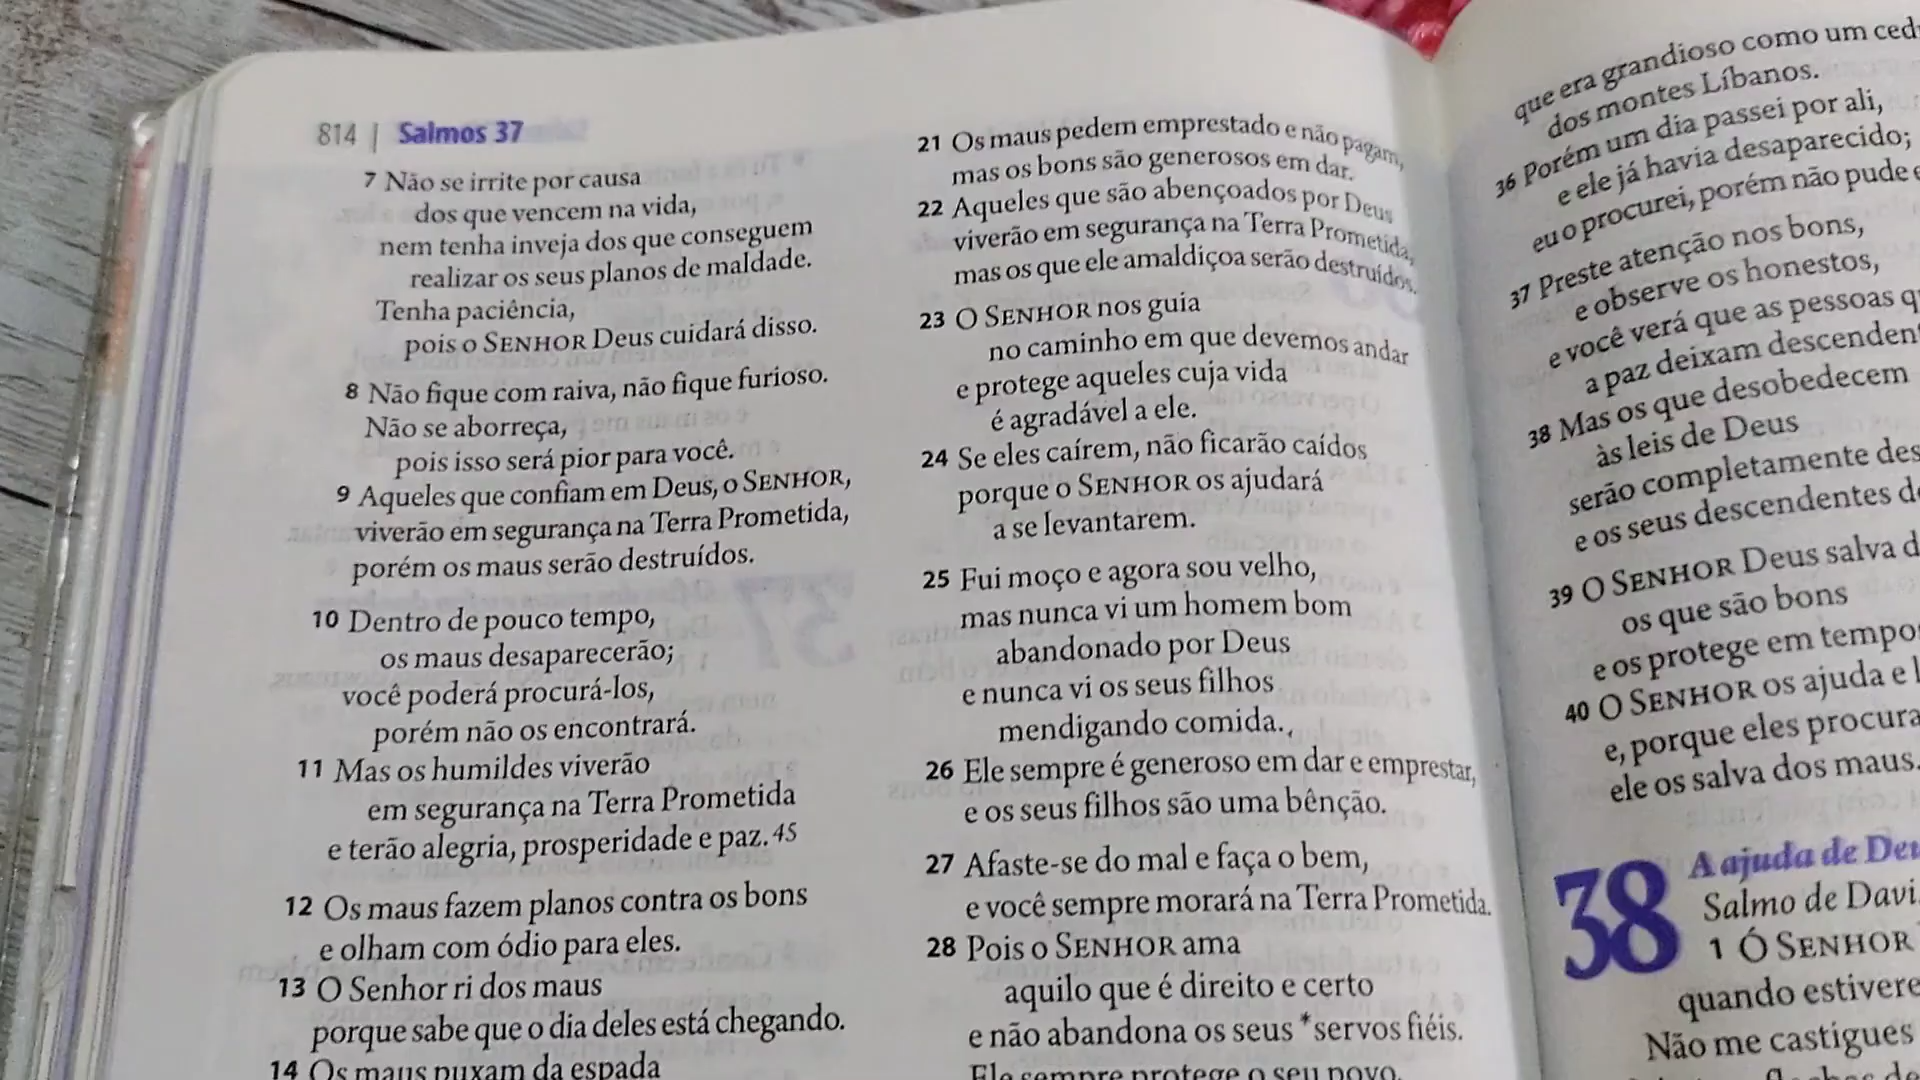 814 | Salmos 37
7 Não se irrite por causa
dos que vencem na vida,
nem tenha inveja dos que conseguem
realizar os seus planos de maldade.
Tenha paciência,
pois o SENHOR Deus cuidará disso.
8 Não fique com raiva, não fique furioso.
Não se aborreça,
pois isso será pior para você.
9 Aqueles que confiam em Deus, o SENHOR,
viverão em segurança na Terra Prometida,
porém os maus serão destruídos.
10 Dentro de pouco tempo,
os maus desaparecerão;
você poderá procurá-los,
porém não os encontrará.
11 Mas os humildes viverão
em segurança na Terra Prometida
e terão alegria, prosperidade e paz.45
12 Os maus fazem planos contra os bons
e olham com ódio para eles.
13 O Senhor ri dos maus
porque sabe que o dia deles está chegando.
14 Os maus puxam da espada
21 Os maus pedem emprestado e não pagam,
mas os bons são generosos em dar.
22 Aqueles que são abençoados por Deus
viverão em segurança na Terra Prometida,
mas os que ele amaldiçoa serão destruídos.
23 O SENHOR nos guia
no caminho em que devemos andar
e protege aqueles cuja vida
é agradável a ele.
24 Se eles caírem, não ficarão caídos
porque o SENHOR os ajudará
a se levantarem.
25 Fui moço e agora sou velho,
mas nunca vi um homem bom
abandonado por Deus
e nunca vi os seus filhos
mendigando comida.
26 Ele sempre é generoso em dar e emprestar,
e os seus filhos são uma bênção.
27 Afaste-se do mal e faça o bem,
e você sempre morará na Terra Prometida.
28 Pois o SENHOR ama
aquilo que é direito e certo
e não abandona os seus *servos fiéis.
Ele sempre protege o seu povo,
que era grandioso como um
dos montes Líbanos.
36 Porém um dia passei por ali,
e ele já havia desaparecido;
eu o procurei, porém não pude
37 Preste atenção nos bons,
e observe os honestos,
e você verá que as pessoas
a paz deixam
38 Mas os que desobedecem
às leis de Deus
serão completamente
e os seus descendentes
39 O SENHOR Deus salva
os que são bons
e os protege em
40 O SENHOR os ajuda e
e, porque eles
ele os salva dos maus.
38 A ajuda de
Salmo de Davi.
1 Ó SENHOR
quando
Não me castigues